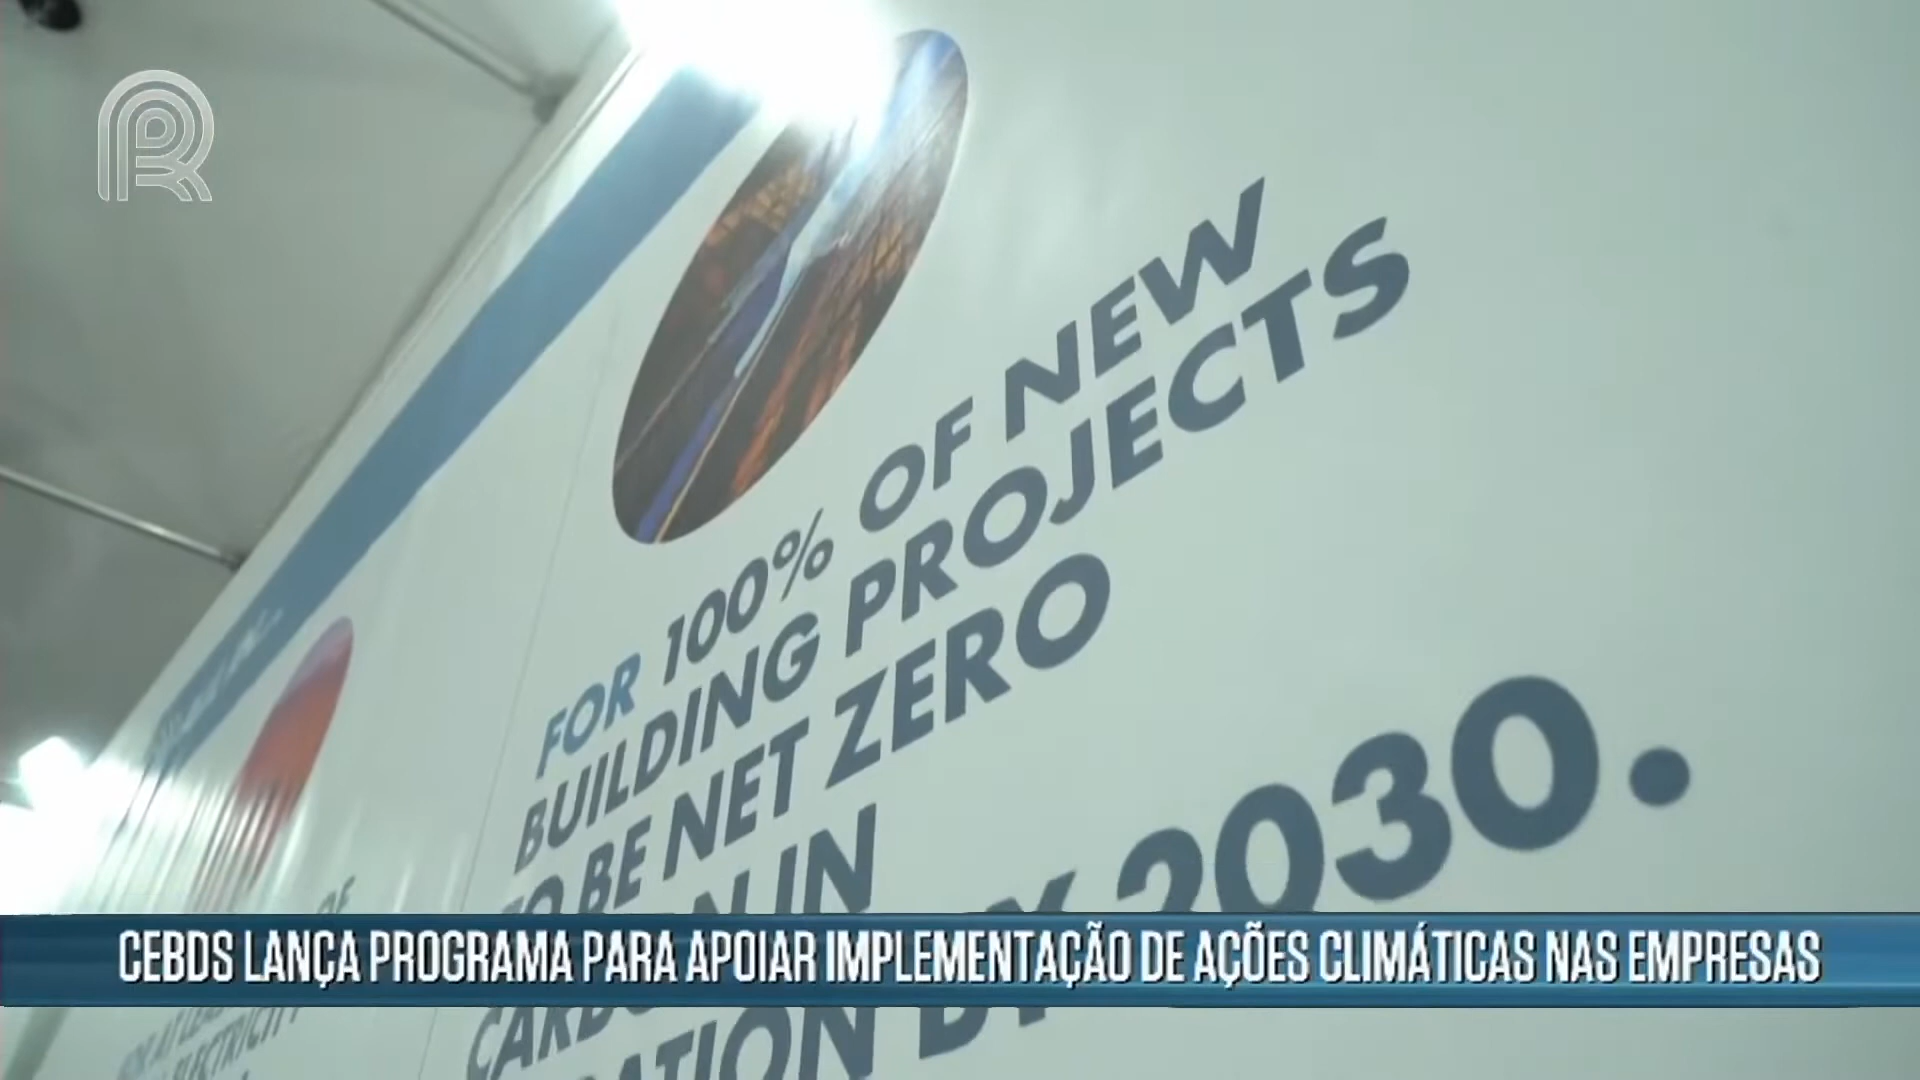 FOR 100% OF NEW
BUILDING PROJECTS
TO BE NET ZERO
IN
2030.
CEBDS LANÇA PROGRAMA PARA APOIAR IMPLEMENTAÇÃO DE AÇÕES CLIMÁTICAS NAS EMPRESAS